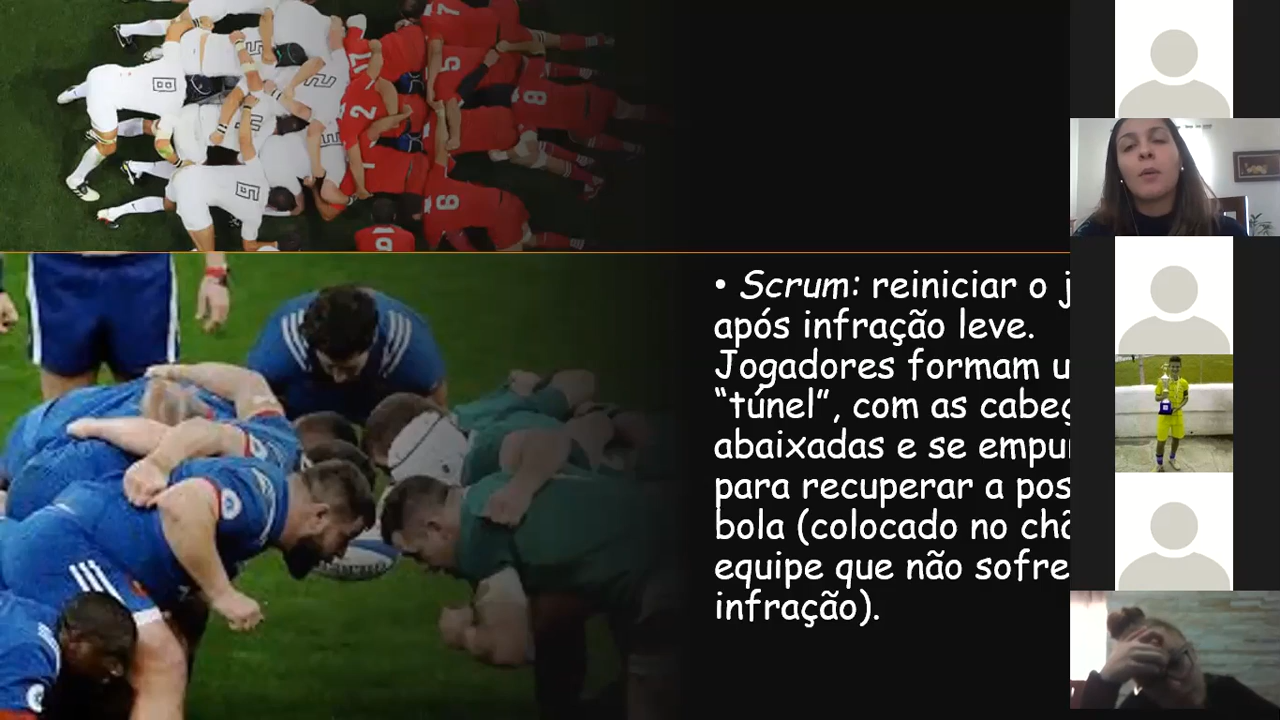 • Scrum: reiniciar o j
após infração leve.
Jogadores formam u
“túnel”, com as cabeç
abaixadas e se empur
para recuperar a pos
bola (colocado no chã
equipe que não sofre
infração).